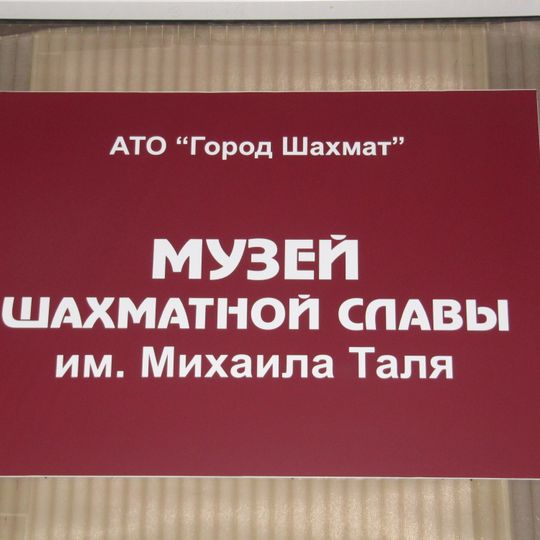 АТО “Город Шахмат”
МУЗЕЙ
ШАХМАТНОЙ СЛАВЫ
им. Михаила Таля